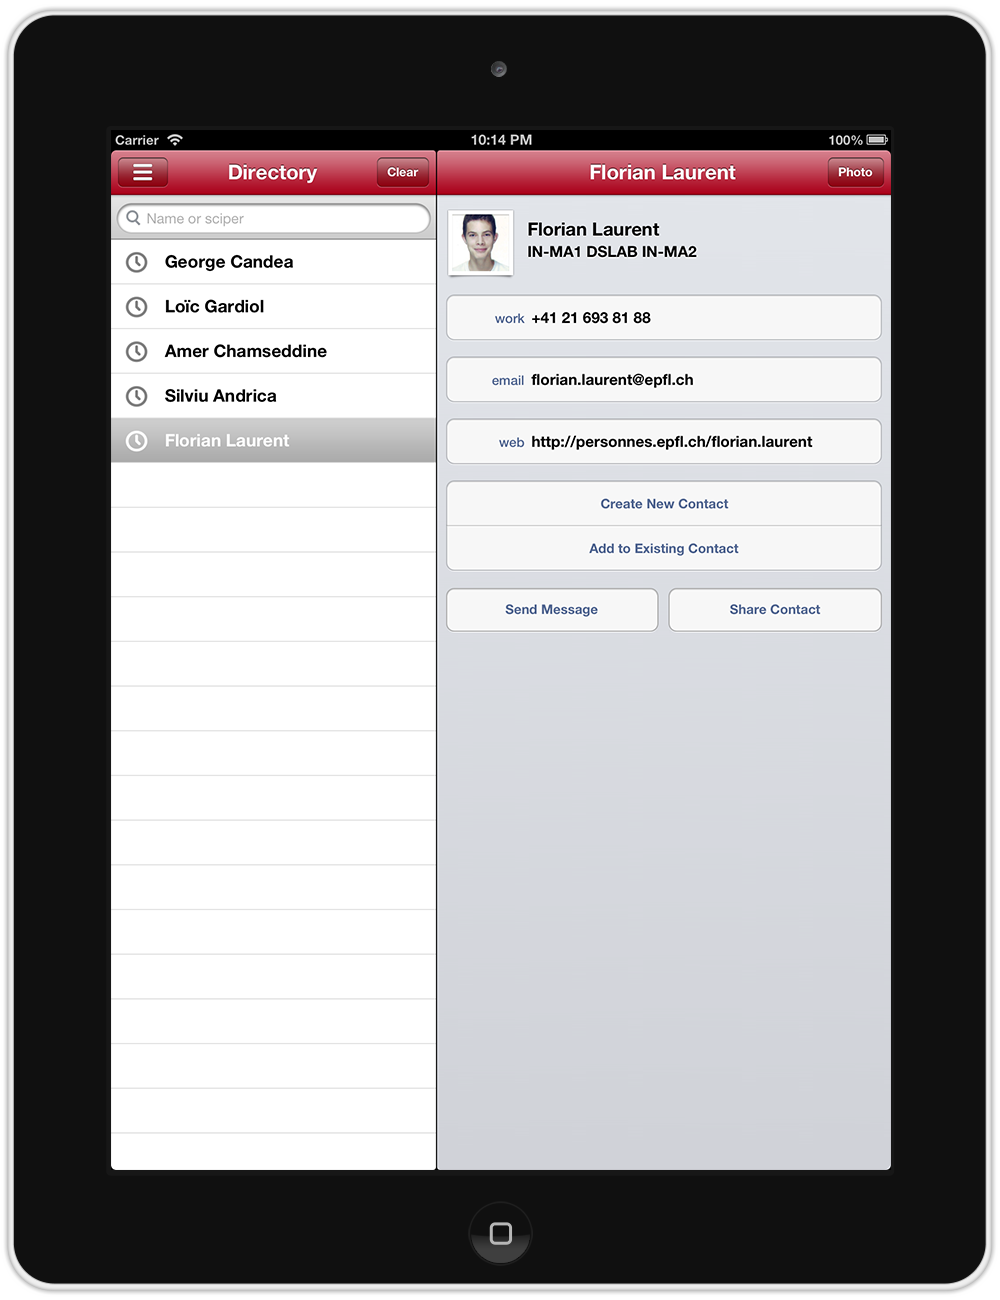 Carrier
10:14 PM
100%
Directory
Clear
Name or sciper
George Candea
Loïc Gardiol
Amer Chamseddine
Silviu Andrica
Florian Laurent
Florian Laurent
Photo
Florian Laurent
IN-MA1 DSLAB IN-MA2
work +41 21 693 81 88
email florian.laurent@epfl.ch
web http://personnes.epfl.ch/florian.laurent
Create New Contact
Add to Existing Contact
Send Message
Share Contact